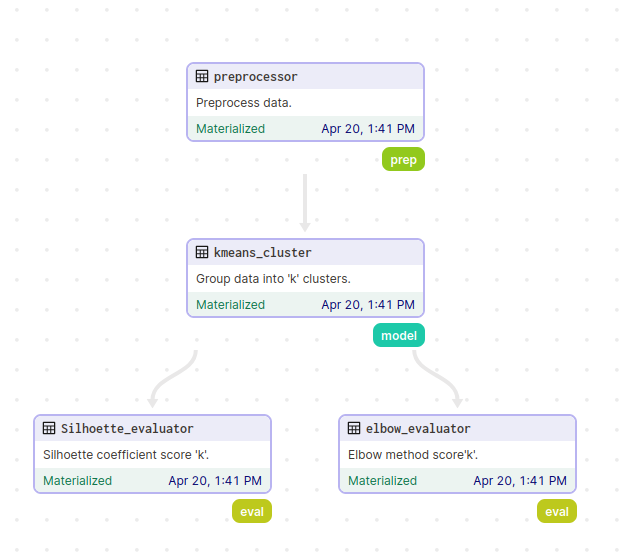 preprocessor
Preprocess data.
Materialized Apr 20, 1:41 PM
prep
kmeans_cluster
Group data into 'k' clusters.
Materialized Apr 20, 1:41 PM
model
Silhoette_evaluator
Silhoette coefficient score 'k'.
Materialized Apr 20, 1:41 PM
eval
elbow_evaluator
Elbow method score'k'.
Materialized Apr 20, 1:41 PM
eval